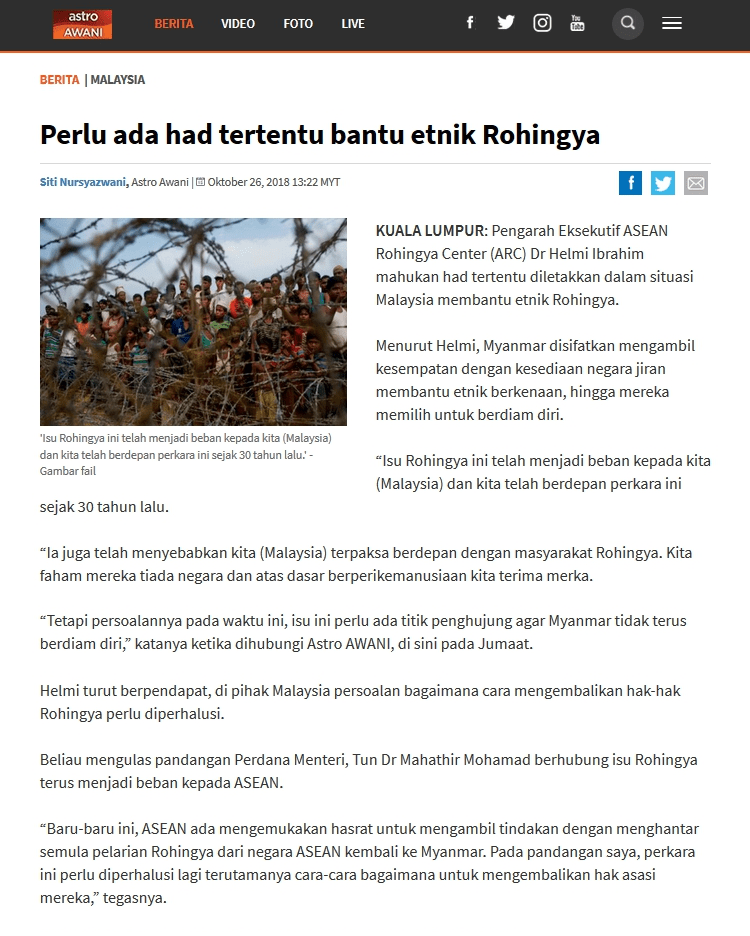 astro
AWANI
BERITA
VIDEO
FOTO
LIVE
You
Tube
BERITA | MALAYSIA
Perlu ada had tertentu bantu etnik Rohingya
Siti Nursyazwani, Astro Awani | Oktober 26, 2018 13:22 MYT
KUALA LUMPUR: Pengarah Eksekutif ASEAN
Rohingya Center (ARC) Dr Helmi Ibrahim
mahukan had tertentu diletakkan dalam situasi
Malaysia membantu etnik Rohingya.
Menurut Helmi, Myanmar disifatkan mengambil
kesempatan dengan kesediaan negara jiran
membantu etnik berkenaan, hingga mereka
memilih untuk berdiam diri.
'Isu Rohingya ini telah menjadi beban kepada kita (Malaysia)
dan kita telah berdepan perkara ini sejak 30 tahun lalu.' -
Gambar fail
“Isu Rohingya ini telah menjadi beban kepada kita
(Malaysia) dan kita telah berdepan perkara ini
sejak 30 tahun lalu.
“Ia juga telah menyebabkan kita (Malaysia) terpaksa berdepan dengan masyarakat Rohingya. Kita
faham mereka tiada negara dan atas dasar berperikemanusiaan kita terima merka.
“Tetapi persoalannya pada waktu ini, isu ini perlu ada titik penghujung agar Myanmar tidak terus
berdiam diri,” katanya ketika dihubungi Astro AWANI, di sini pada Jumaat.
Helmi turut berpendapat, di pihak Malaysia persoalan bagaimana cara mengembalikan hak-hak
Rohingya perlu diperhalusi.
Beliau mengulas pandangan Perdana Menteri, Tun Dr Mahathir Mohamad berhubung isu Rohingya
terus menjadi beban kepada ASEAN.
“Baru-baru ini, ASEAN ada mengemukakan hasrat untuk mengambil tindakan dengan menghantar
semula pelarian Rohingya dari negara ASEAN kembali ke Myanmar. Pada pandangan saya, perkara
ini perlu diperhalusi lagi terutamanya cara-cara bagaimana untuk mengembalikan hak asasi
mereka,” tegasnya.